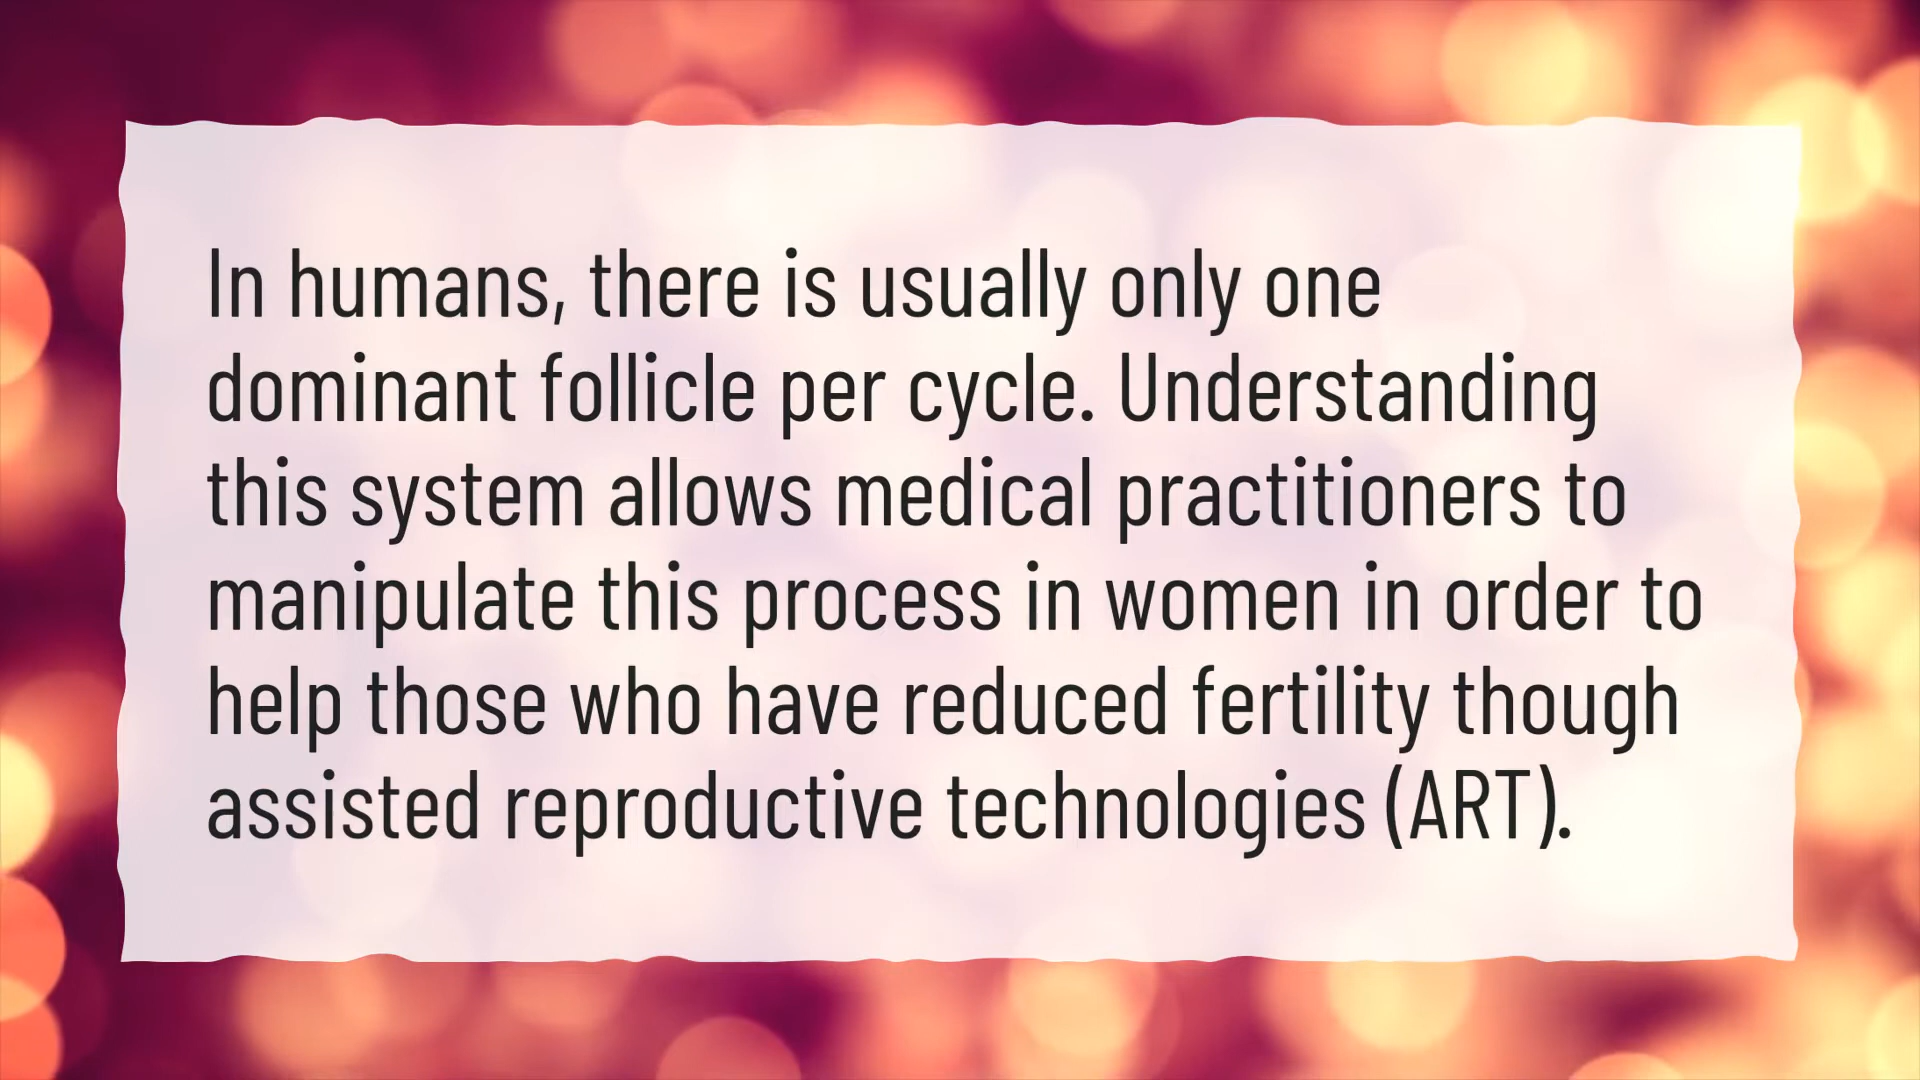 In humans, there is usually only one
dominant follicle per cycle. Understanding
this system allows medical practitioners to
manipulate this process in women in order to
help those who have reduced fertility though
assisted reproductive technologies (ART).